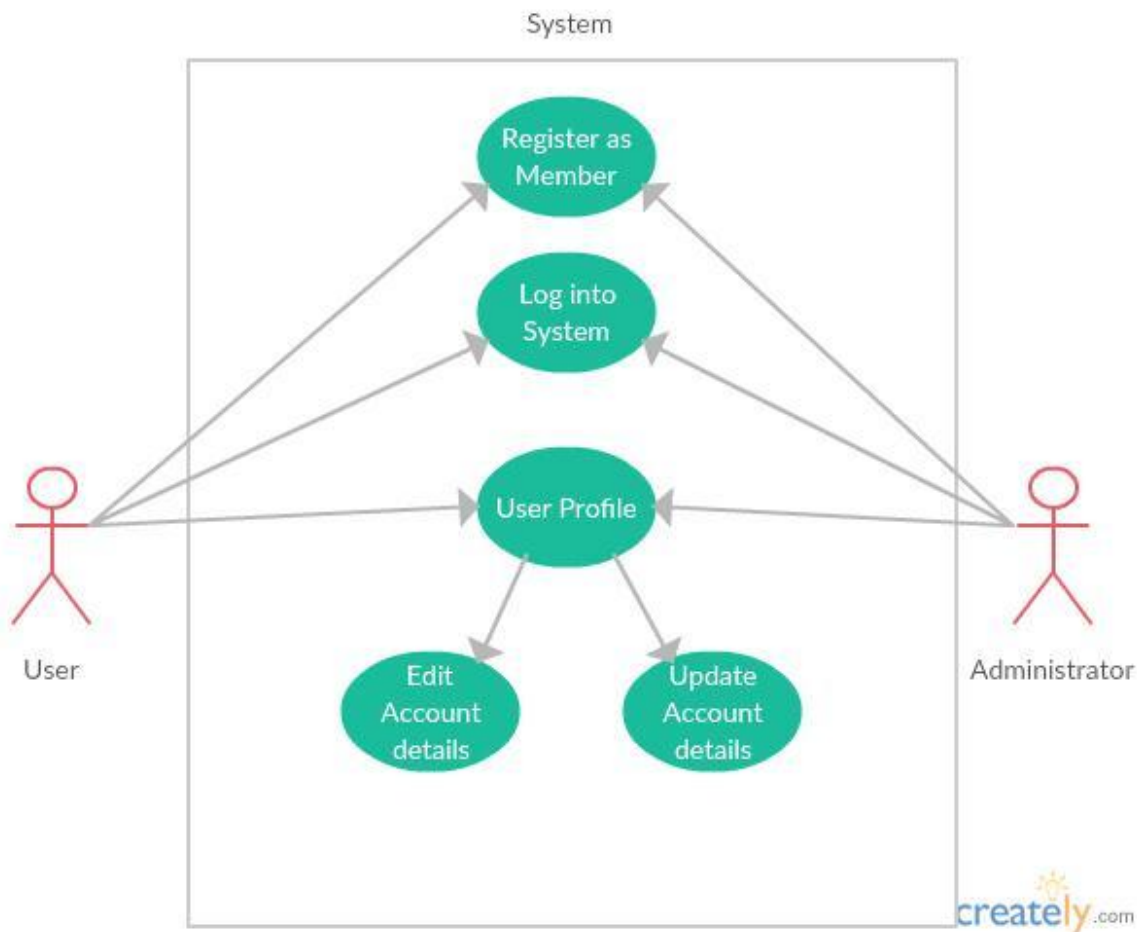 System
Register as
Member
Log into
System
User Profile
User
Administrator
Edit
Account
details
Update
Account
details
creately.com